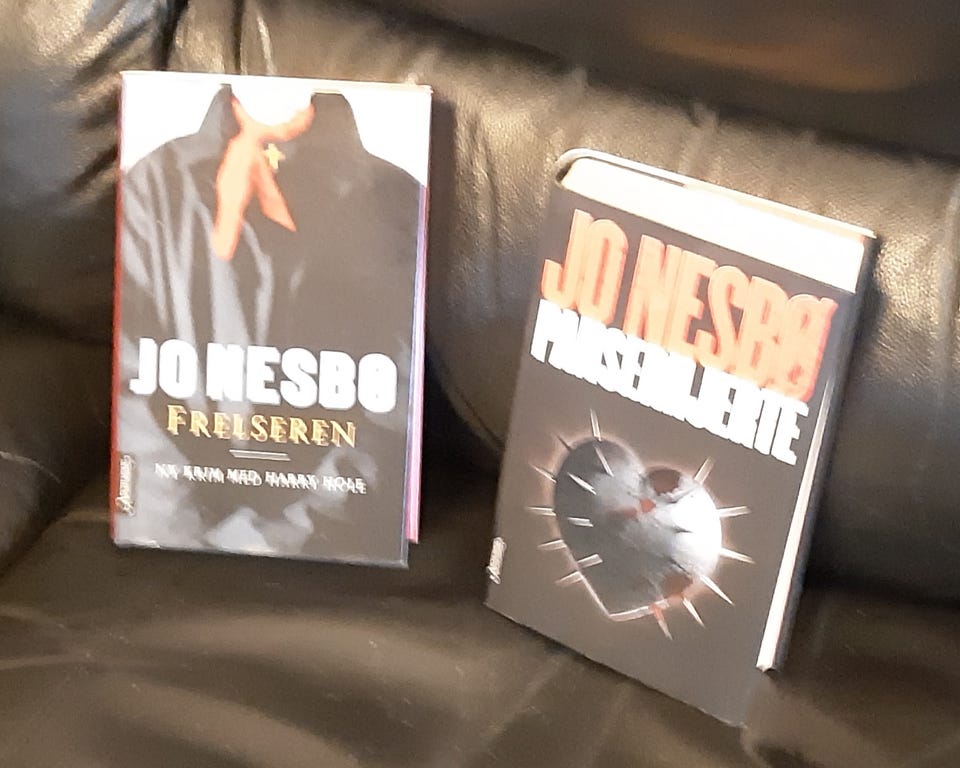 JO NESBØ
FRELSEREN
NY KRIM MED HARRY HOLE
JO NESBØ
PANSERHJERTE